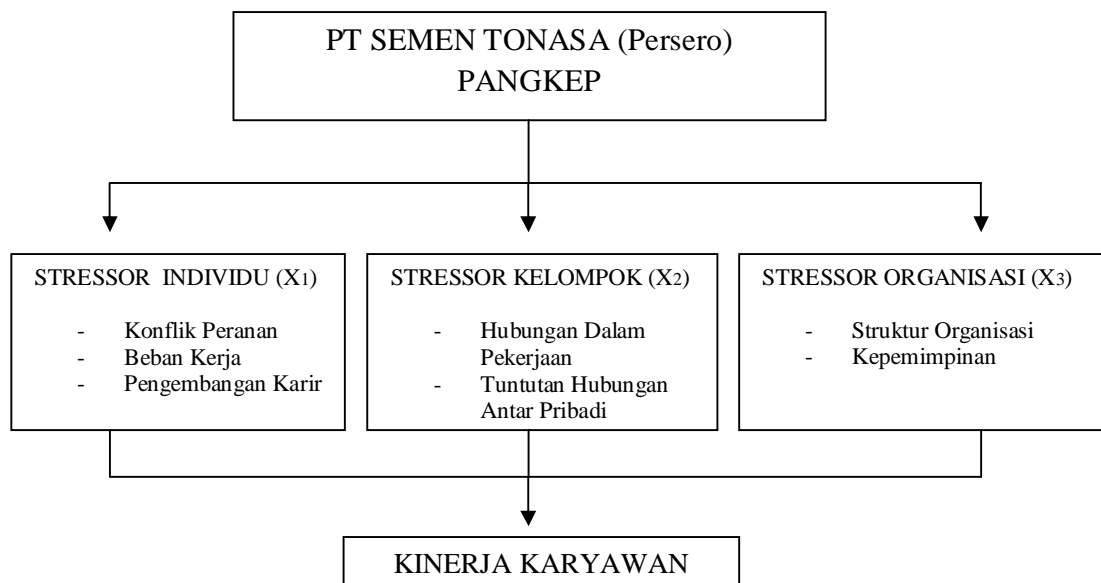 PT SEMEN TONASA (Persero)
PANGKEP
STRESSOR INDIVIDU (X1)
- Konflik Peranan
- Beban Kerja
- Pengembangan Karir
STRESSOR KELOMPOK (X2)
- Hubungan Dalam
Pekerjaan
- Tuntutan Hubungan
Antar Pribadi
STRESSOR ORGANISASI (X3)
- Struktur Organisasi
- Kepemimpinan
KINERJA KARYAWAN